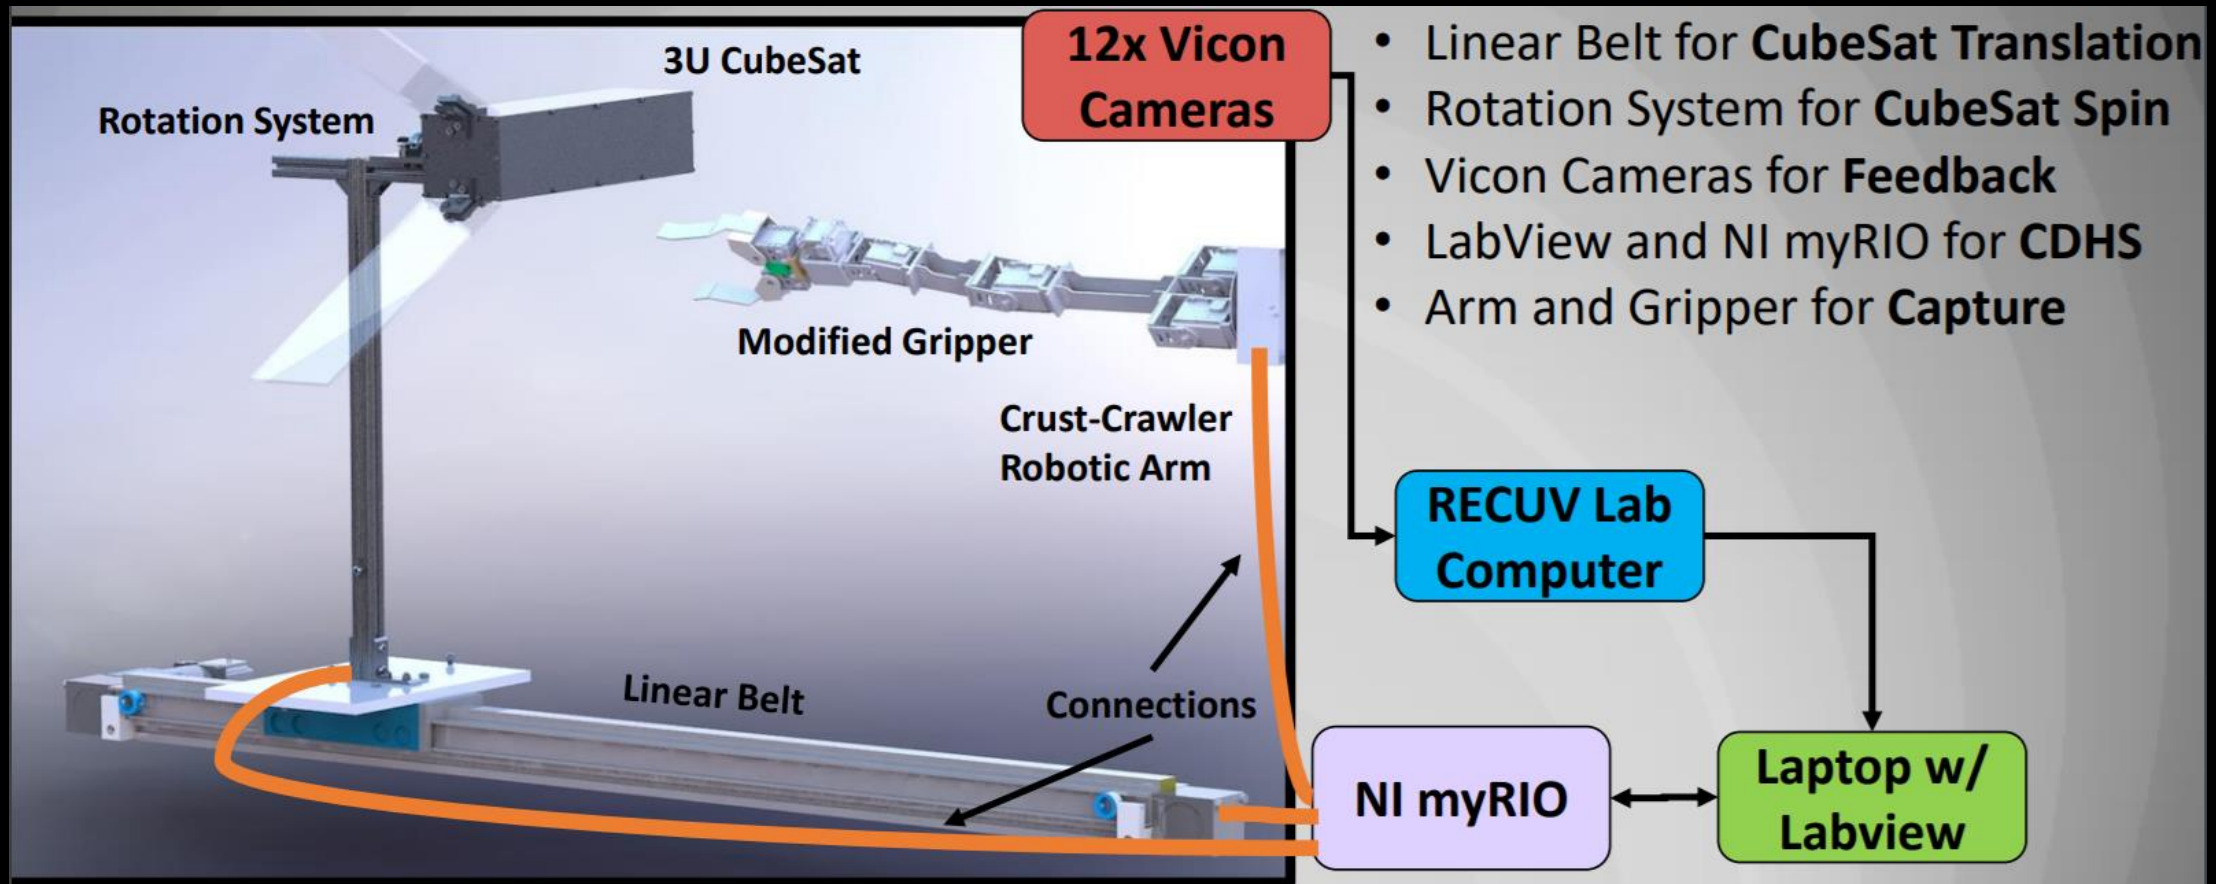 3U CubeSat
Rotation System
Modified Gripper
Crust-Crawler
Robotic Arm
Linear Belt
Connections
12x Vicon
Cameras
• Linear Belt for CubeSat Translation
• Rotation System for CubeSat Spin
• Vicon Cameras for Feedback
• LabView and NI myRIO for CDHS
• Arm and Gripper for Capture
RECUV Lab
Computer
NI myRIO
Laptop w/
Labview